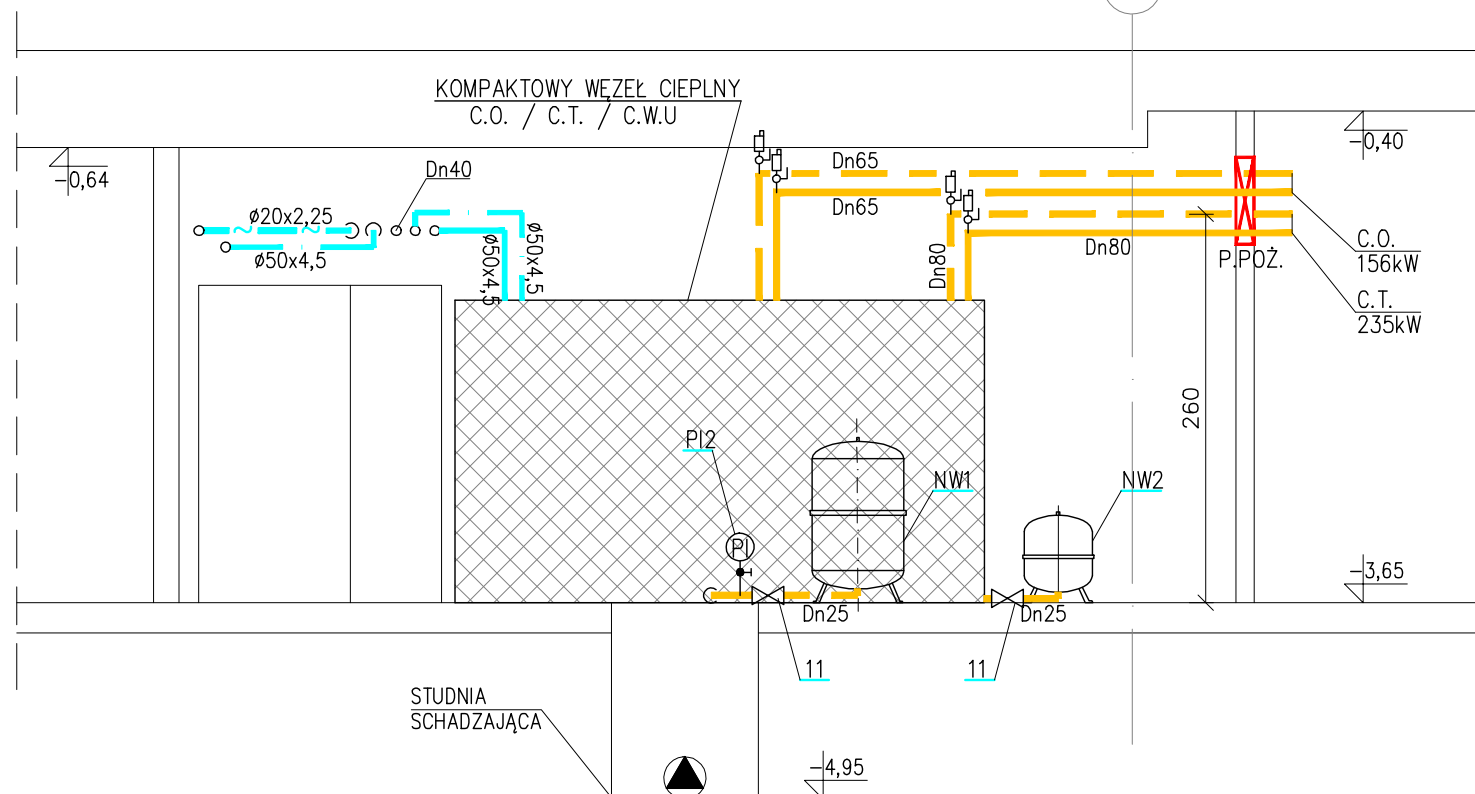 KOMPAKTOWY WĘZEŁ CIEPLNY
C.O. / C.T. / C.W.U
-0,64
-0,40
Dn40
Dn65
Dn65
ø20x2,25
ø50x4,5
ø50x4,5
ø50x4,5
Dn80
Dn80
P.POŻ.
C.O.
156kW
C.T.
235kW
260
PI2
NW1
NW2
PI
-3,65
Dn25
Dn25
11
11
STUDNIA
SCHADZAJĄCA
-4,95